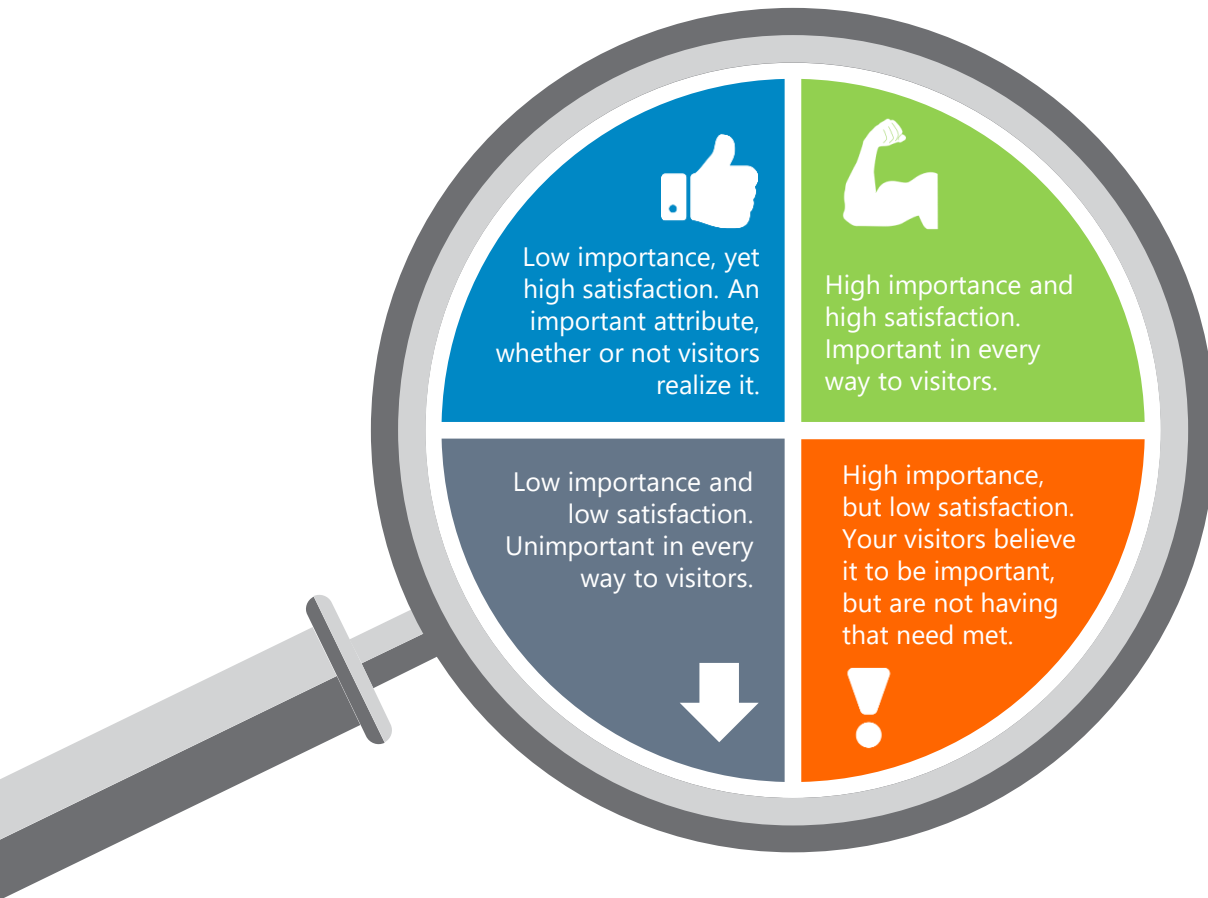 Low importance, yet
high satisfaction. An
important attribute,
whether or not visitors
realize it.
High importance and
high satisfaction.
Important in every
way to visitors.
Low importance and
low satisfaction.
Unimportant in every
way to visitors.
High importance,
but low satisfaction.
Your visitors believe
it to be important,
but are not having
that need met.